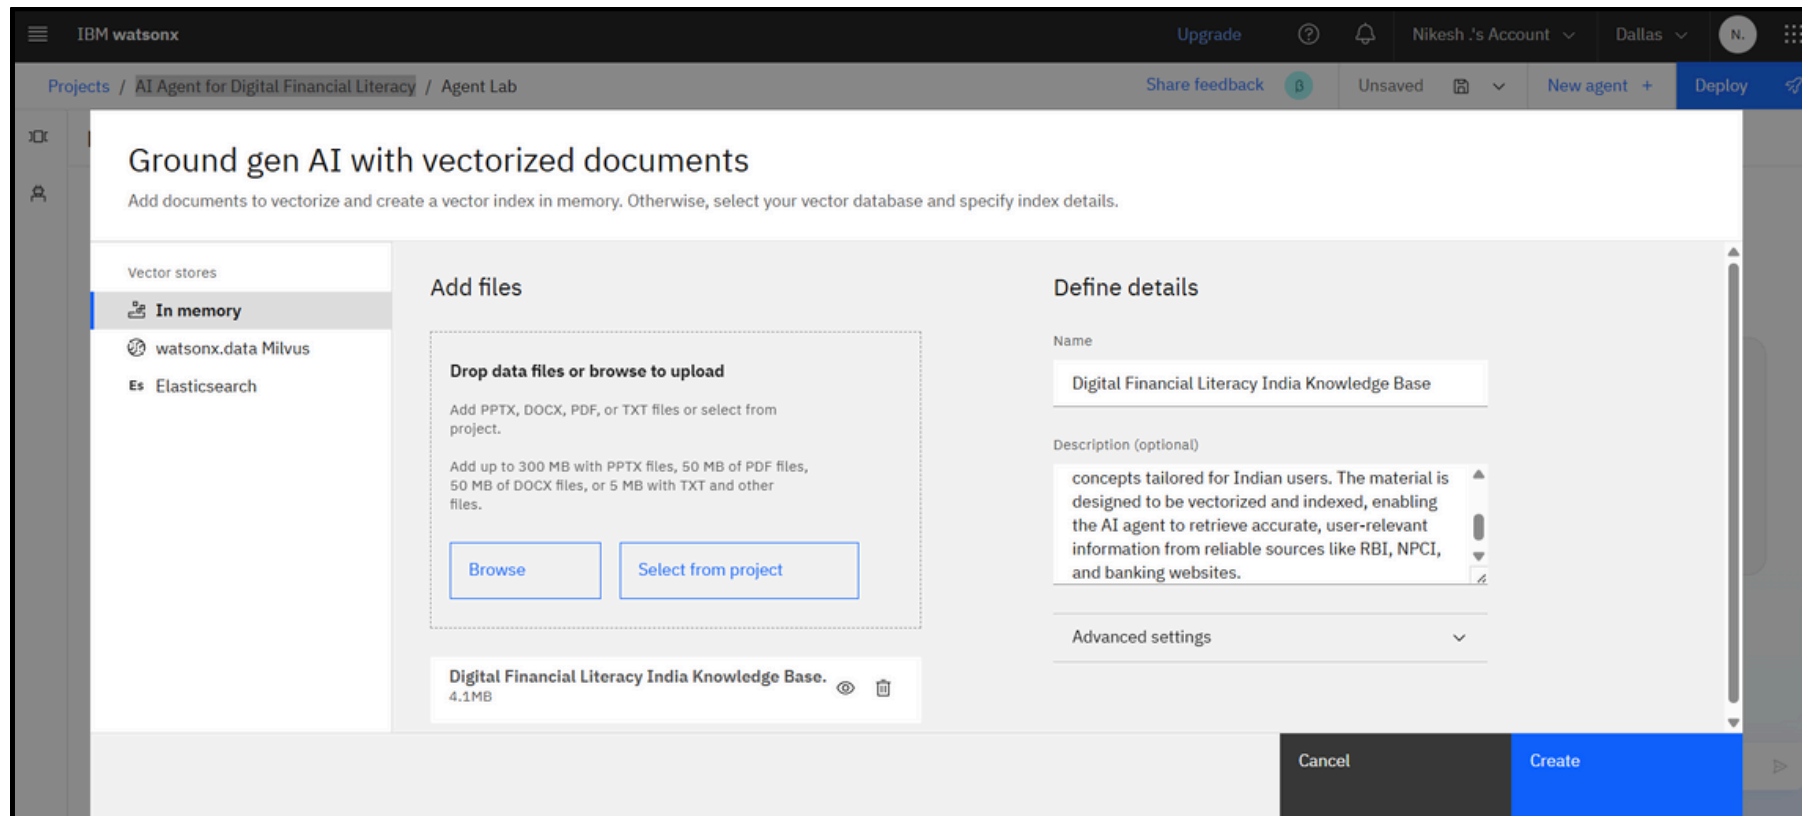 IBM watsonx
Upgrade
Nikesh .'s Account
Dallas
N.
Projects / AI Agent for Digital Financial Literacy / Agent Lab
Share feedback
β
Unsaved
New agent +
Deploy
Ground gen AI with vectorized documents
Add documents to vectorize and create a vector index in memory. Otherwise, select your vector database and specify index details.
Vector stores
In memory
watsonx.data Milvus
Es Elasticsearch
Add files
Drop data files or browse to upload
Add PPTX, DOCX, PDF, or TXT files or select from
project.
Add up to 300 MB with PPTX files, 50 MB of PDF files,
50 MB of DOCX files, or 5 MB with TXT and other
files.
Browse
Select from project
Digital Financial Literacy India Knowledge Base.
4.1MB
Define details
Name
Digital Financial Literacy India Knowledge Base
Description (optional)
concepts tailored for Indian users. The material is
designed to be vectorized and indexed, enabling
the AI agent to retrieve accurate, user-relevant
information from reliable sources like RBI, NPCI,
and banking websites.
Advanced settings
Cancel
Create